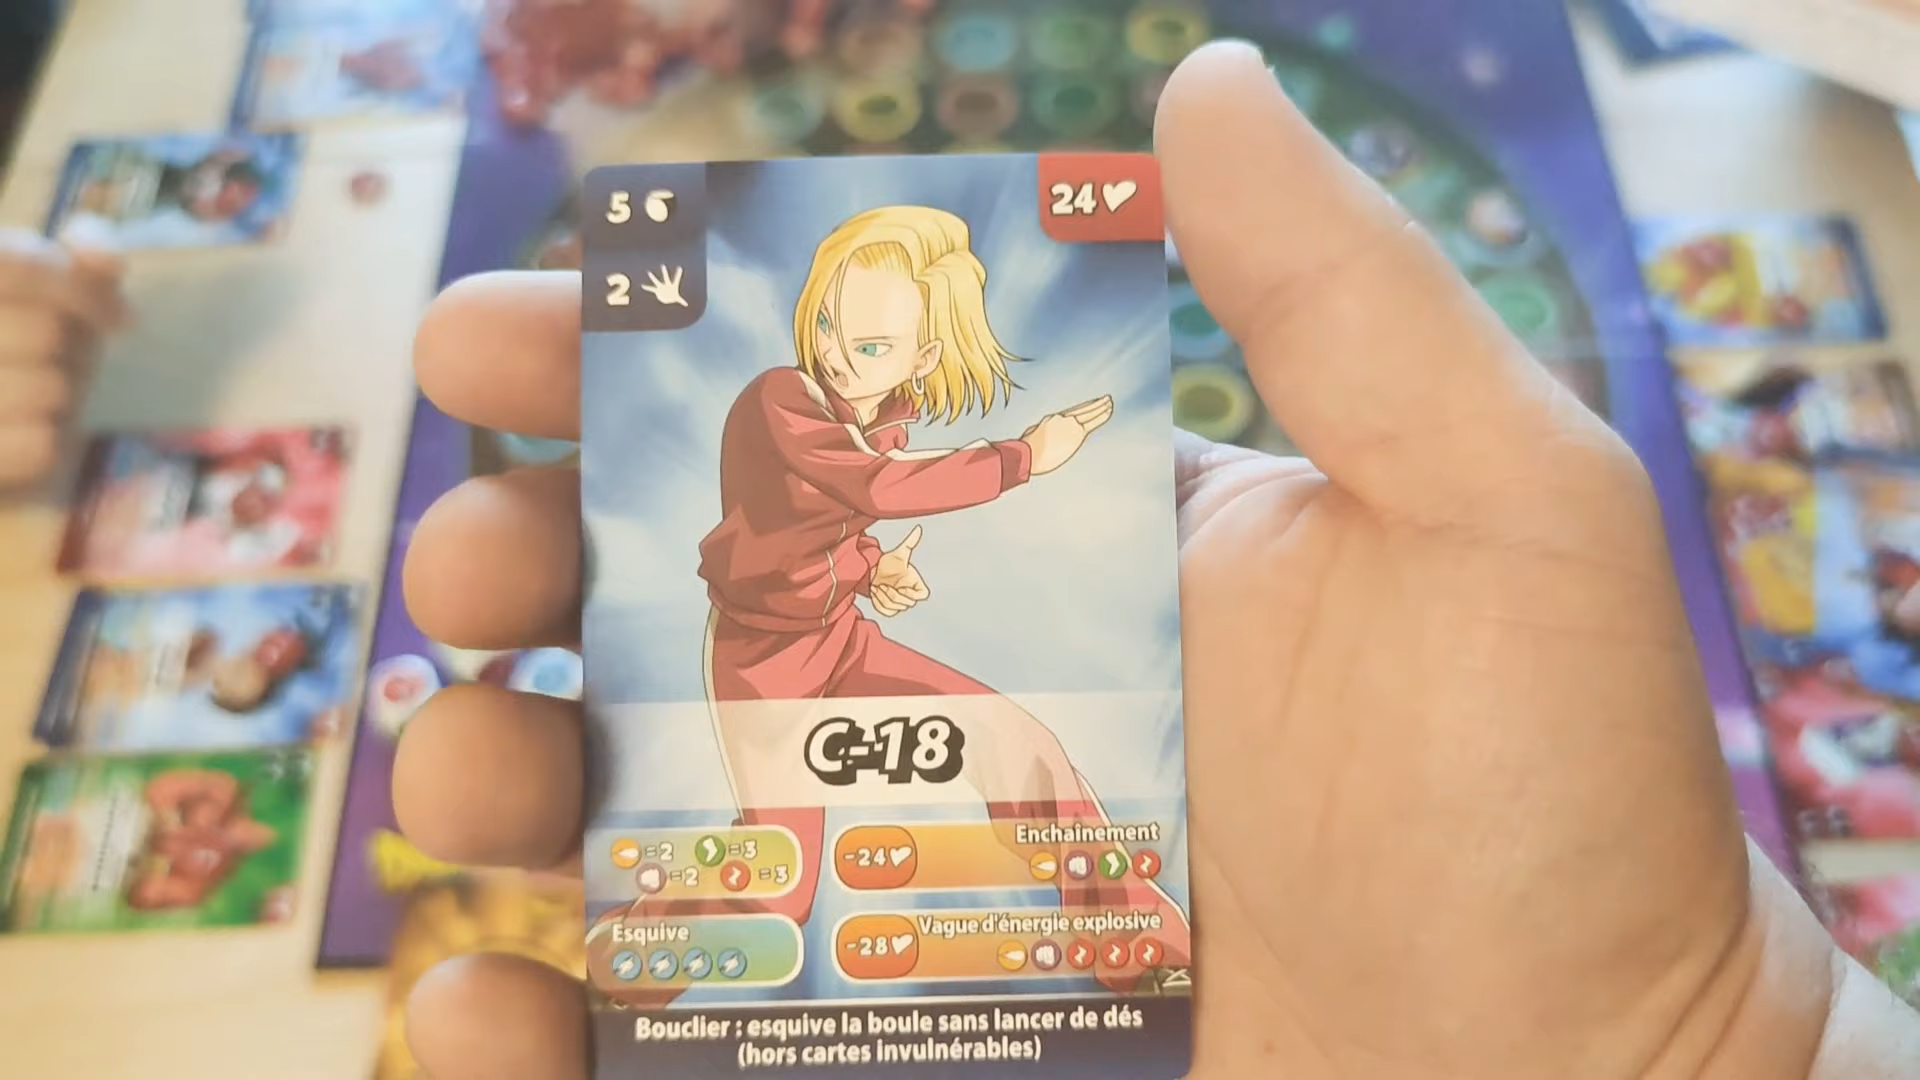 5
24
2
C-18
=2 =3
=2 =3
-24
Enchaînement
Esquive
-28
Vague d'énergie explosive
Bouclier : esquive la boule sans lancer de dés
(hors cartes invulnérables)